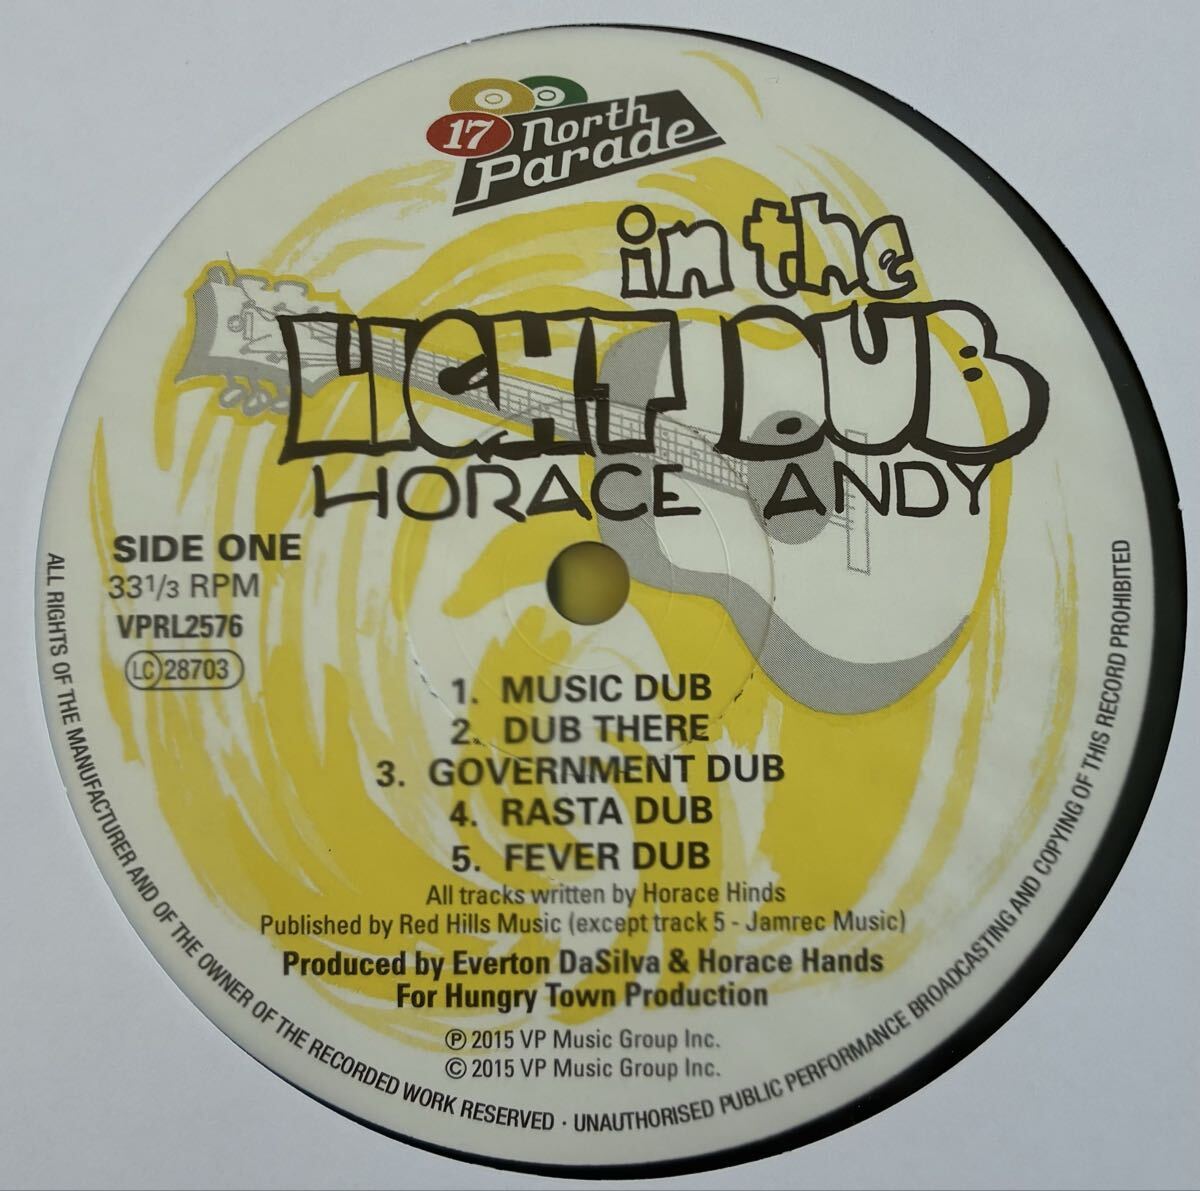 17 North
Parade
in the
LIGHT DUB
HORACE ANDY
SIDE ONE
33 1/3 RPM
VPRL2576
LC 28703
1. MUSIC DUB
2. DUB THERE
3. GOVERNMENT DUB
4. RASTA DUB
5. FEVER DUB
All tracks written by Horace Hinds
Published by Red Hills Music (except track 5 - Jamrec Music)
Produced by Everton DaSilva & Horace Hands
For Hungry Town Production
℗ 2015 VP Music Group Inc.
© 2015 VP Music Group Inc.
ALL RIGHTS OF THE MANUFACTURER AND OF THE OWNER OF THE RECORDED WORK RESERVED · UNAUTHORISED PUBLIC PERFORMANCE BROADCASTING AND COPYING OF THIS RECORD PROHIBITED